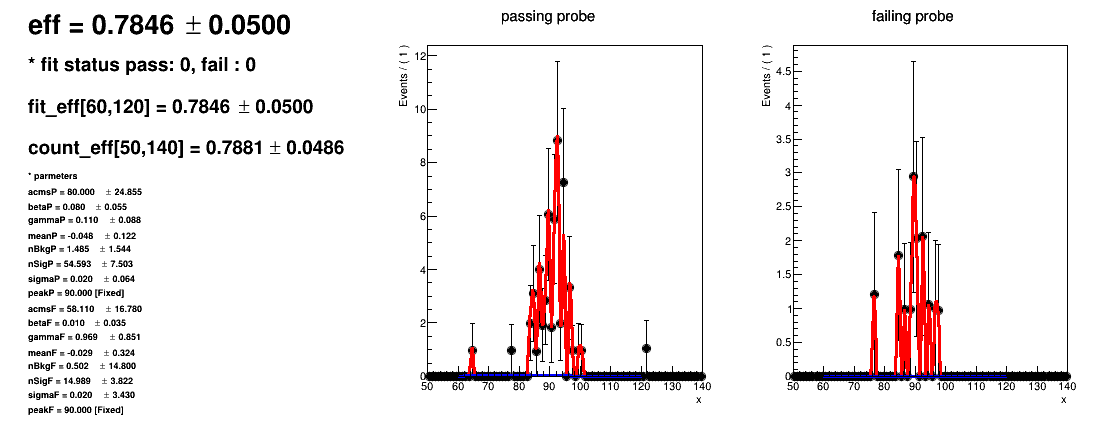 eff = 0.7846 ± 0.0500
* fit status pass: 0, fail : 0
fit_eff[60,120] = 0.7846 ± 0.0500
count_eff[50,140] = 0.7881 ± 0.0486
* parmeters
acmsP = 80.000 ± 24.855
betaP = 0.080 ± 0.055
gammaP = 0.110 ± 0.088
meanP = -0.048 ± 0.122
nBkgP = 1.485 ± 1.544
nSigP = 54.593 ± 7.503
sigmaP = 0.020 ± 0.064
peakP = 90.000 [Fixed]
acmsF = 58.110 ± 16.780
betaF = 0.010 ± 0.035
gammaF = 0.969 ± 0.851
meanF = -0.029 ± 0.324
nBkgF = 0.502 ± 14.800
nSigF = 14.989 ± 3.822
sigmaF = 0.020 ± 3.430
peakF = 90.000 [Fixed]
passing probe
Events / ( 1 )
12
10
8
6
4
2
0
50 60 70 80 90 100 110 120 130 140
x
failing probe
Events / ( 1 )
4.5
4
3.5
3
2.5
2
1.5
1
0.5
0
50 60 70 80 90 100 110 120 130 140
x